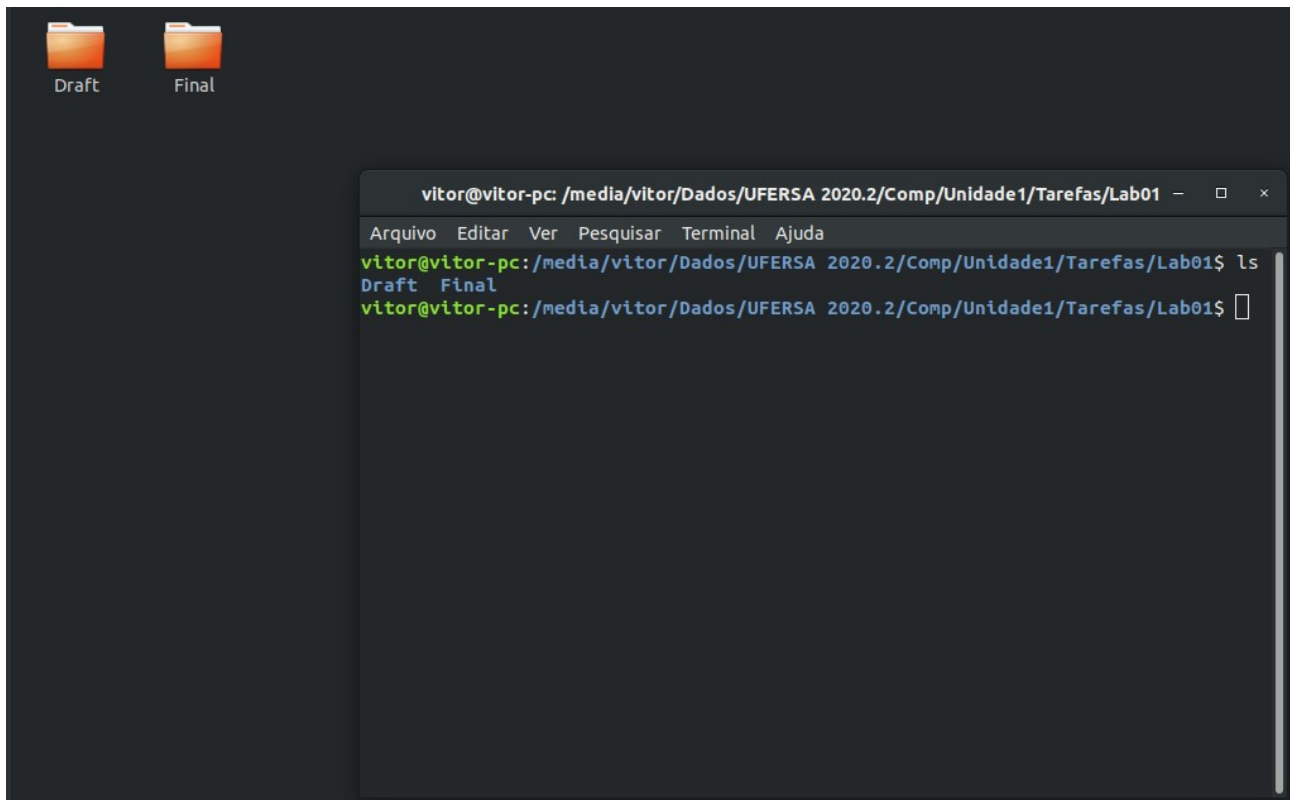 Draft Final
vitor@vitor-pc: /media/vitor/Dados/UFERSA 2020.2/Comp/Unidade1/Tarefas/Lab01
Arquivo Editar Ver Pesquisar Terminal Ajuda
vitor@vitor-pc:/media/vitor/Dados/UFERSA 2020.2/Comp/Unidade1/Tarefas/Lab01$ ls
Draft Final
vitor@vitor-pc:/media/vitor/Dados/UFERSA 2020.2/Comp/Unidade1/Tarefas/Lab01$